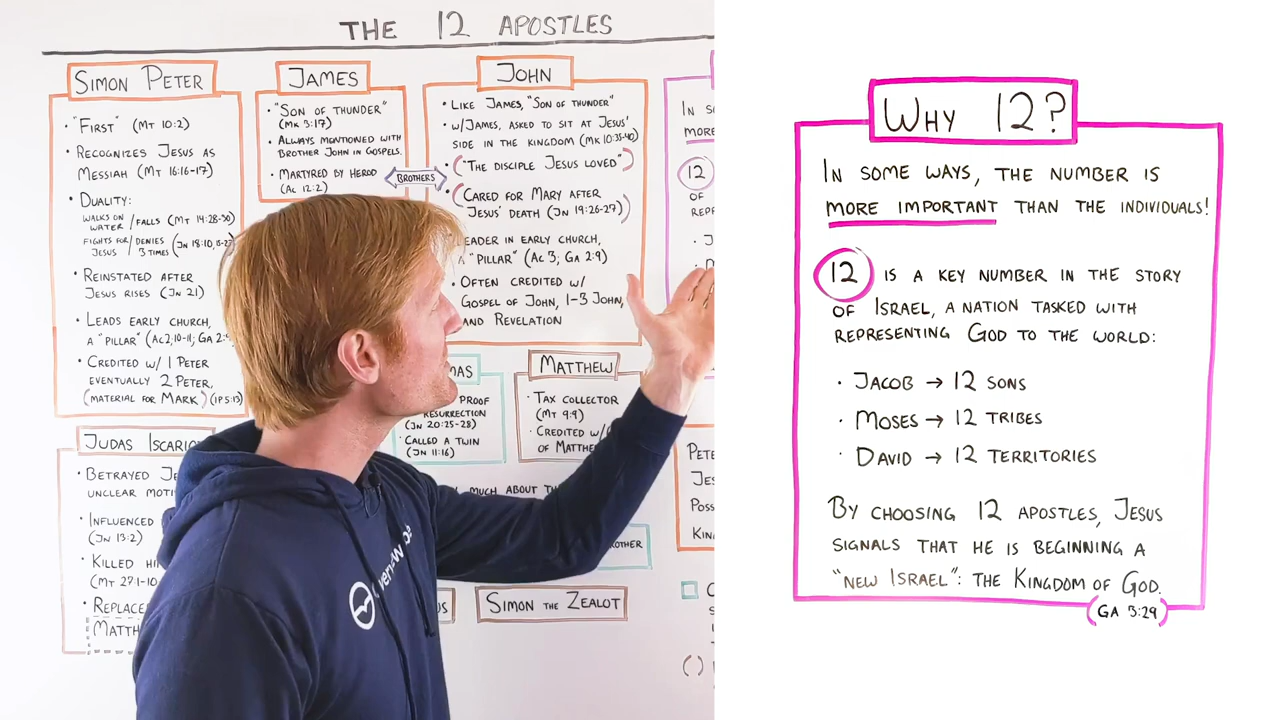 THE 12 APOSTLES
SIMON PETER
• "FIRST" (MT 10:2)
• RECOGNIZES JESUS AS
MESSIAH (MT 16:16-17)
• DUALITY:
WALKS ON WATER / FALLS (MT 14:28-30)
FIGHTS FOR JESUS / DENIES 3 TIMES (JN 18:10, 15-27
• REINSTATED AFTER
JESUS RISES (JN 21)
• LEADS EARLY CHURCH,
A "PILLAR" (AC 2, 10-11; GA 2:9
• CREDITED W/ 1 PETER
EVENTUALLY 2 PETER,
(MATERIAL FOR MARK) (1P 5:13)
JAMES
• "SON OF THUNDER"
(MK 3:17)
• ALWAYS MENTIONED WITH
BROTHER JOHN IN GOSPELS.
• MARTYRED BY HEROD
(AC 12:2)
BROTHERS
JOHN
• LIKE JAMES, "SON OF THUNDER"
• W/JAMES, ASKED TO SIT AT JESUS'
SIDE IN THE KINGDOM (MK 10:35-40)
• ("THE DISCIPLE JESUS LOVED")
• (CARED FOR MARY AFTER
JESUS' DEATH (JN 19:26-27))
LEADER IN EARLY CHURCH,
A "PILLAR" (AC 3; GA 2:9)
• OFTEN CREDITED W/
GOSPEL OF JOHN, 1-3 JOHN,
AND REVELATION
IN SO
MORE
12
OF
REPR
JUDAS ISCARIO
• BETRAYED JE
UNCLEAR MOTI
• INFLUENCED
(JN 13:2)
• KILLED HI
(MT 27:1-10
• REPLACE
MATTH
MAS
PROOF
RESURRECTION
(JN 20:25-28)
• CALLED A TWIN
(JN 11:16)
MATTHEW
• TAX COLLECTOR
(MT 9:9)
• CREDITED W/
OF MATTHE
MUCH ABOUT TH
ROTHER
US
SIMON THE ZEALOT
PETE
JES
POSS
KIN
( )
WHY 12?
IN SOME WAYS, THE NUMBER IS
MORE IMPORTANT THAN THE INDIVIDUALS!
12 IS A KEY NUMBER IN THE STORY
OF ISRAEL, A NATION TASKED WITH
REPRESENTING GOD TO THE WORLD:
• JACOB → 12 SONS
• MOSES → 12 TRIBES
• DAVID → 12 TERRITORIES
BY CHOOSING 12 APOSTLES, JESUS
SIGNALS THAT HE IS BEGINNING A
"NEW ISRAEL": THE KINGDOM OF GOD.
(GA 3:29)